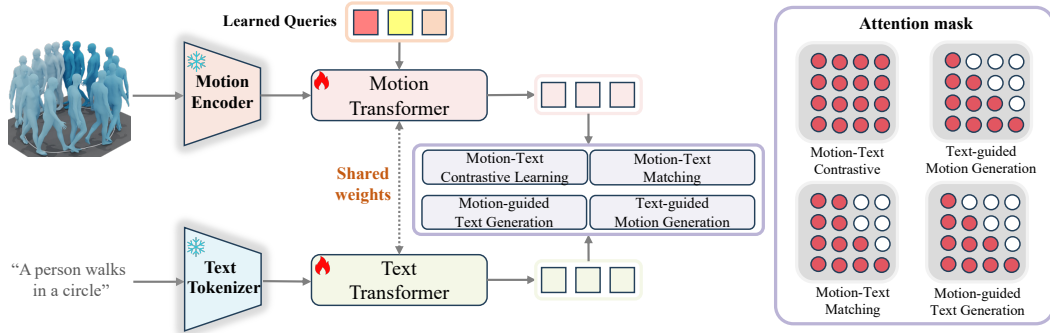 Learned Queries
Motion
Encoder
Motion
Transformer
Shared
weights
Motion-Text
Contrastive Learning
Motion-Text
Matching
Motion-guided
Text Generation
Text-guided
Motion Generation
“A person walks
in a circle”
Text
Tokenizer
Text
Transformer
Attention mask
Motion-Text
Contrastive
Text-guided
Motion Generation
Motion-Text
Matching
Motion-guided
Text Generation